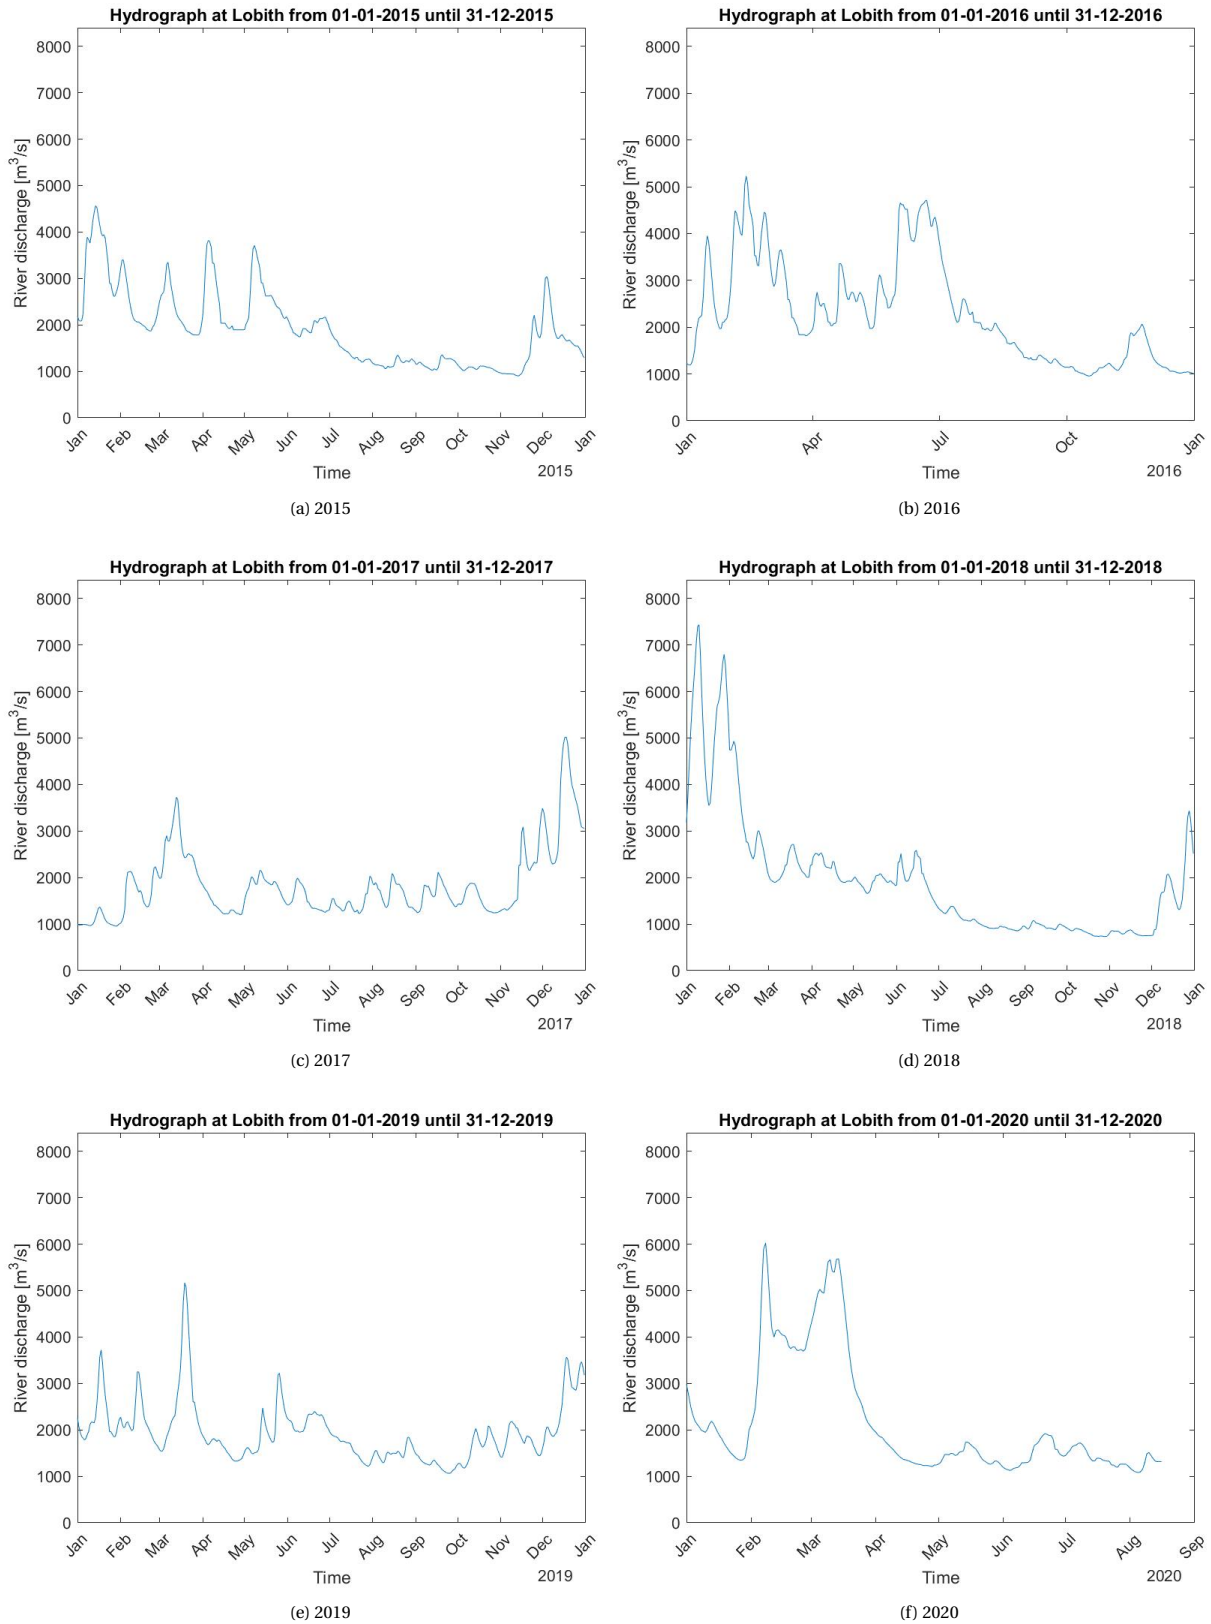 Hydrograph at Lobith from 01-01-2015 until 31-12-2015
8000
7000
6000
5000
4000
3000
2000
1000
0
River discharge [m³/s]
Jan Feb Mar Apr May Jun Jul Aug Sep Oct Nov Dec Jan
Time
2015
(a) 2015
Hydrograph at Lobith from 01-01-2016 until 31-12-2016
8000
7000
6000
5000
4000
3000
2000
1000
0
River discharge [m³/s]
Jan Apr Jul Oct Jan
Time
2016
(b) 2016
Hydrograph at Lobith from 01-01-2017 until 31-12-2017
8000
7000
6000
5000
4000
3000
2000
1000
0
River discharge [m³/s]
Jan Feb Mar Apr May Jun Jul Aug Sep Oct Nov Dec Jan
Time
2017
(c) 2017
Hydrograph at Lobith from 01-01-2018 until 31-12-2018
8000
7000
6000
5000
4000
3000
2000
1000
0
River discharge [m³/s]
Jan Feb Mar Apr May Jun Jul Aug Sep Oct Nov Dec Jan
Time
2018
(d) 2018
Hydrograph at Lobith from 01-01-2019 until 31-12-2019
8000
7000
6000
5000
4000
3000
2000
1000
0
River discharge [m³/s]
Jan Feb Mar Apr May Jun Jul Aug Sep Oct Nov Dec Jan
Time
2019
(e) 2019
Hydrograph at Lobith from 01-01-2020 until 31-12-2020
8000
7000
6000
5000
4000
3000
2000
1000
0
River discharge [m³/s]
Jan Feb Mar Apr May Jun Jul Aug Sep
Time
2020
(f) 2020